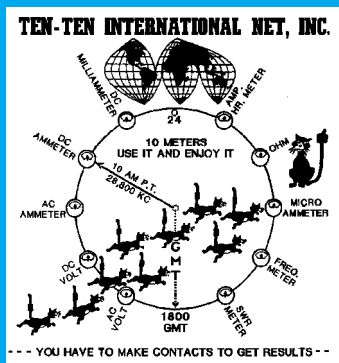 TEN-TEN INTERNATIONAL NET, INC.
DC
MILLIAMMETER
AMP
HR. METER
24
DC
AMMETER
10 METERS
USE IT AND ENJOY IT
OHM
10 AM P.T.
28,800 KC
AC
AMMETER
MICRO
AMMETER
GMT
DC
VOLT
FREQ.
METER
AC
VOLT
1800
GMT
SWR
METER
- - - YOU HAVE TO MAKE CONTACTS TO GET RESULTS - -